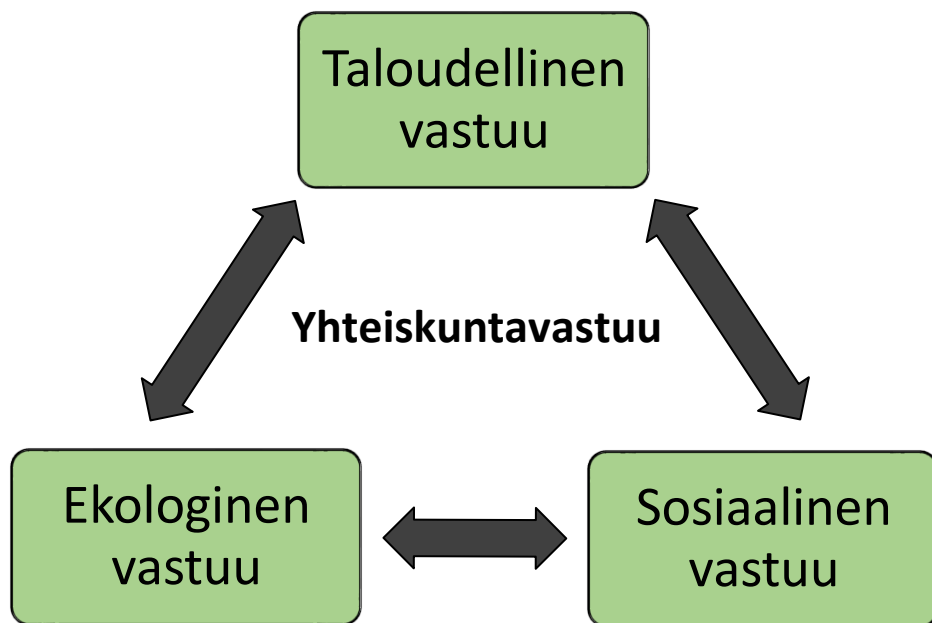 Taloudellinen
vastuu
Yhteiskuntavastuu
Ekologinen
vastuu
Sosiaalinen
vastuu